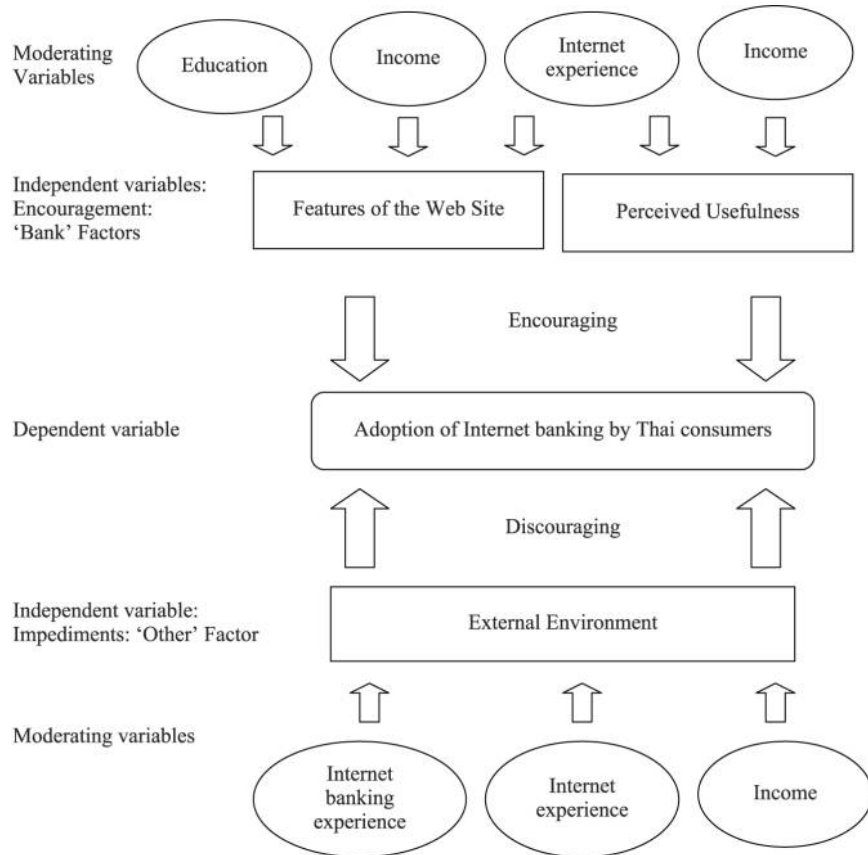 Moderating
Variables
Education
Income
Internet
experience
Income
Independent variables:
Encouragement:
‘Bank’ Factors
Features of the Web Site
Perceived Usefulness
Encouraging
Dependent variable
Adoption of Internet banking by Thai consumers
Discouraging
Independent variable:
Impediments: ‘Other’ Factor
External Environment
Moderating variables
Internet
banking
experience
Internet
experience
Income